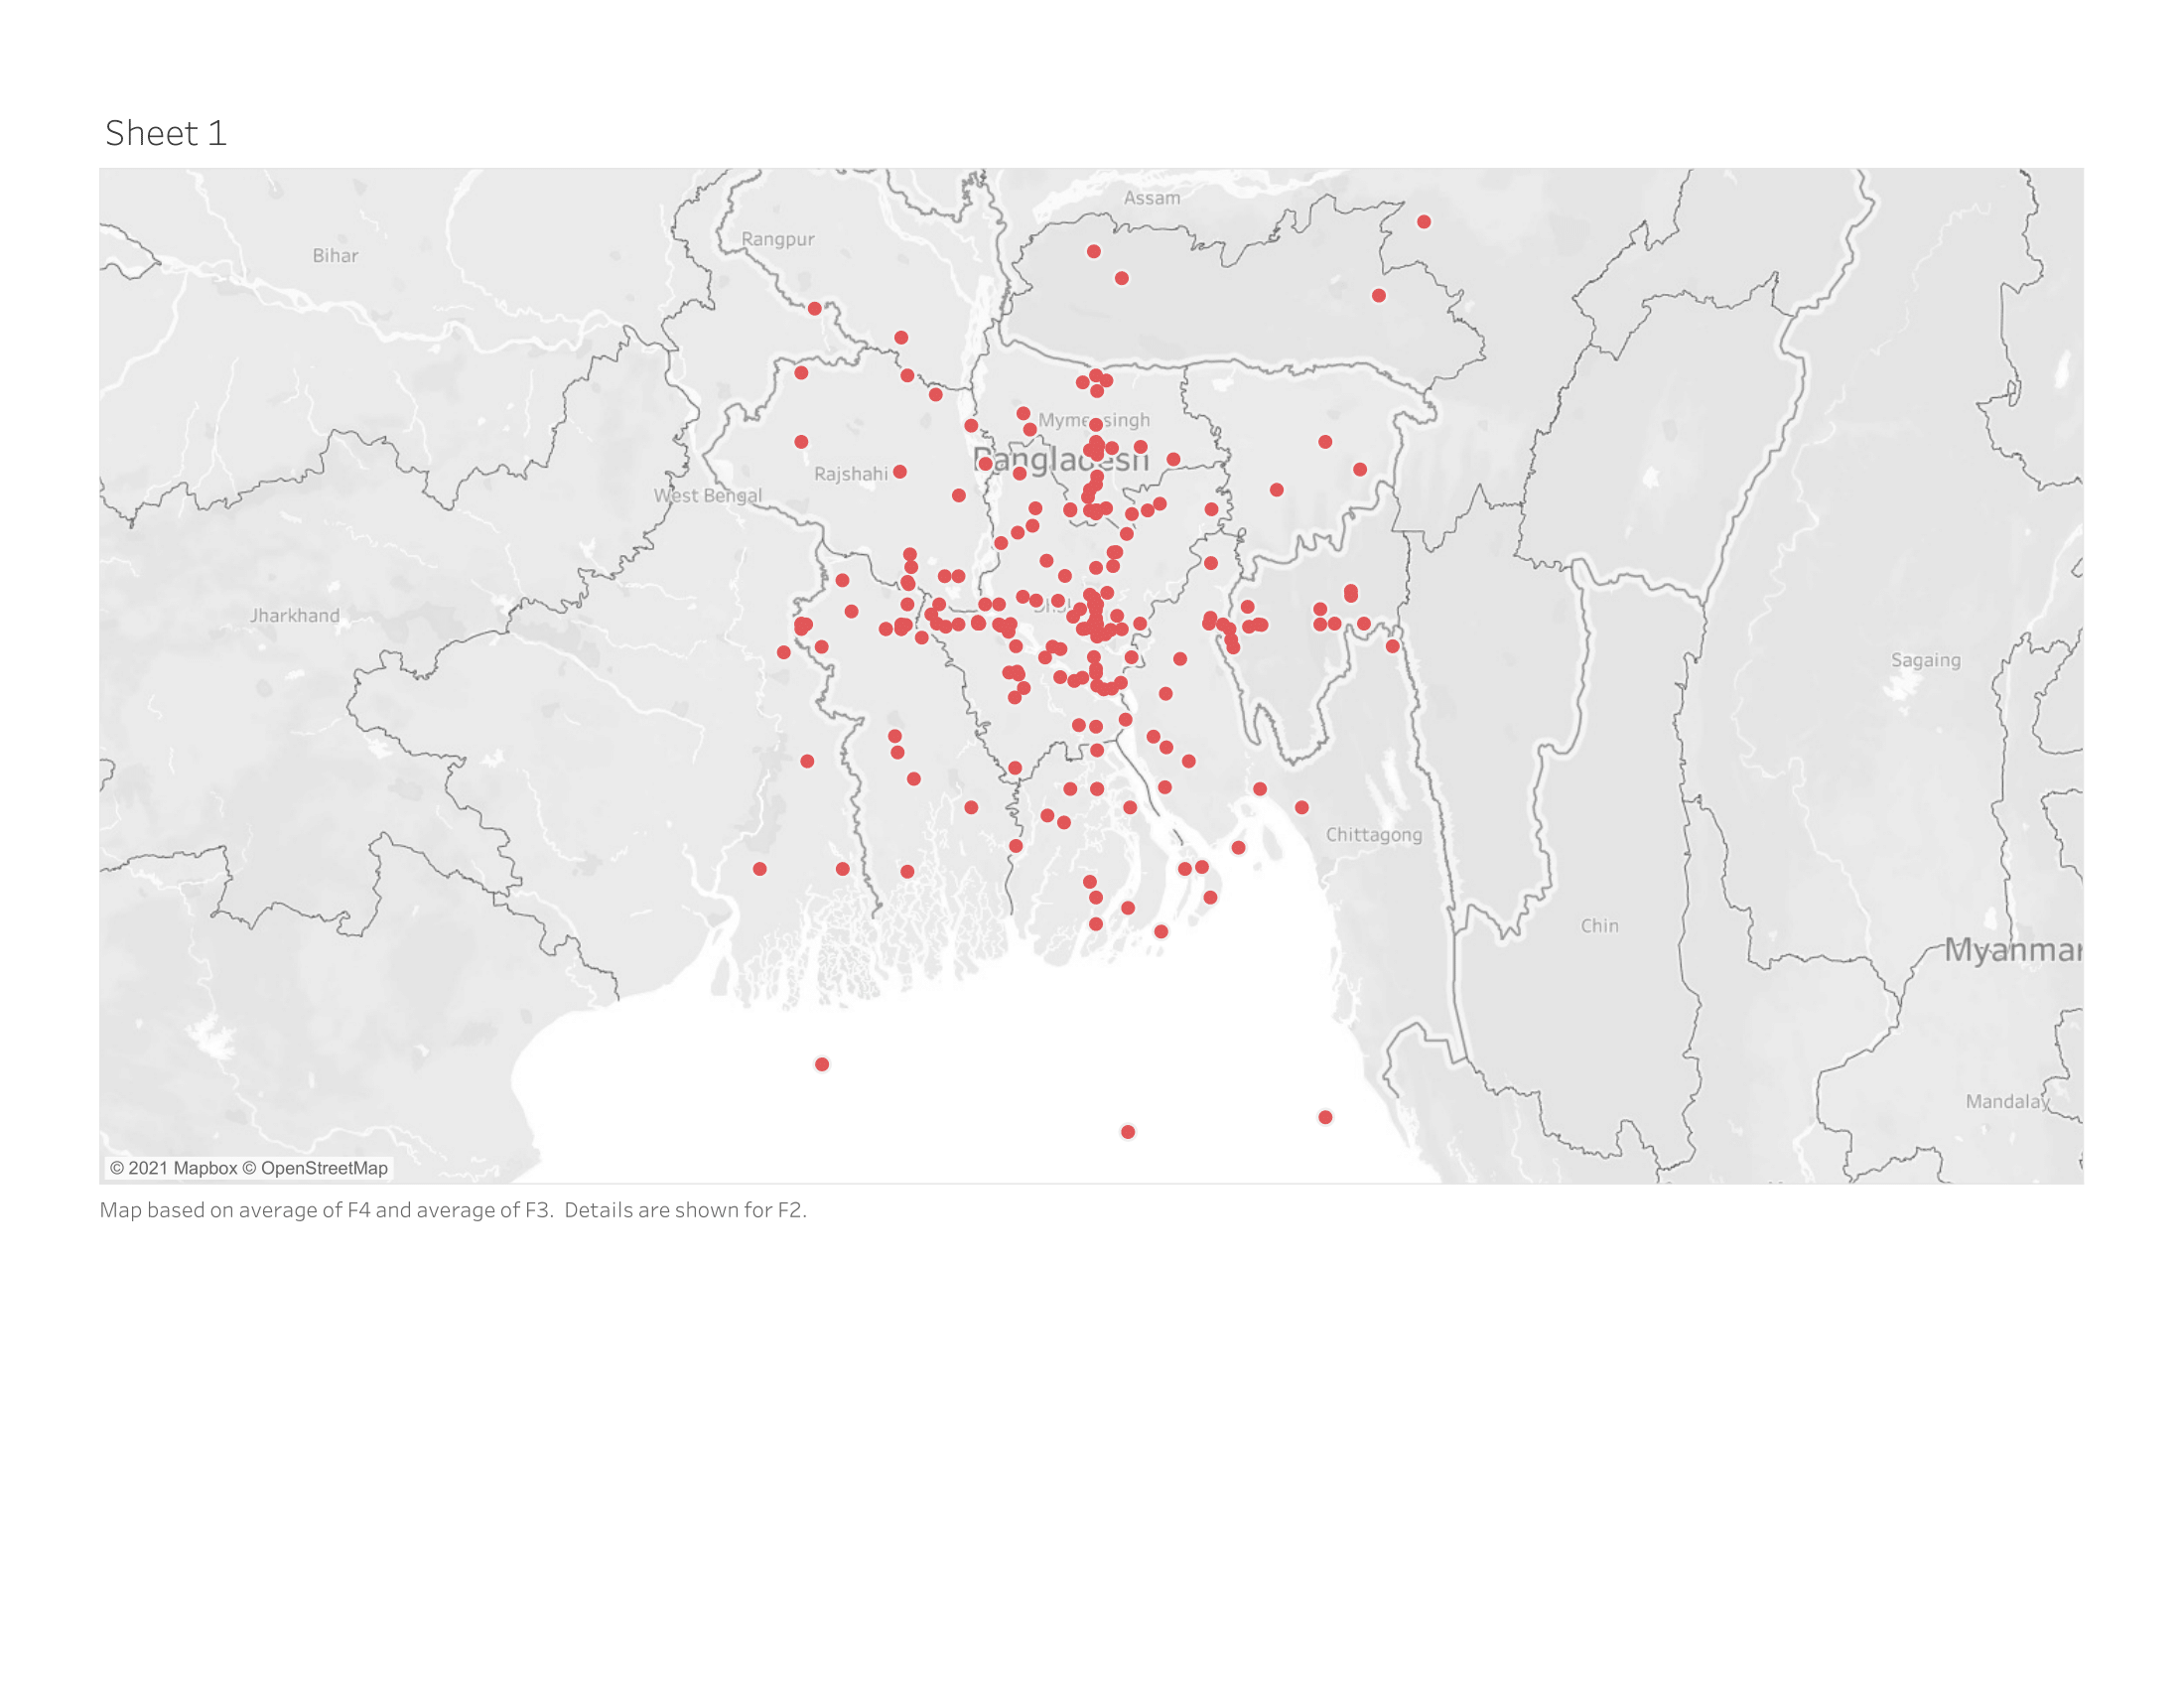 Sheet 1
Assam
Rangpur
Bihar
Mymensingh
Bangladesh
Rajshahi
West Bengal
Jharkhand
Sagaing
Chittagong
Chin
Myanmar
Mandalay
© 2021 Mapbox © OpenStreetMap
Map based on average of F4 and average of F3.  Details are shown for F2.